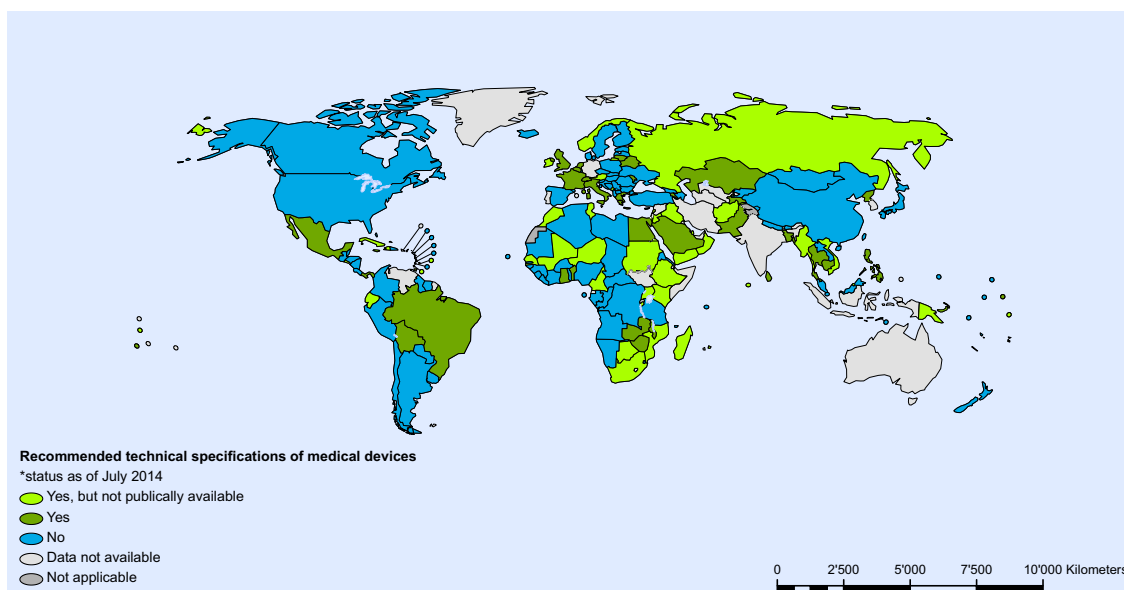 Recommended technical specifications of medical devices
*status as of July 2014
Yes, but not publically available
Yes
No
Data not available
Not applicable
0 2'500 5'000 7'500 10'000 Kilometers